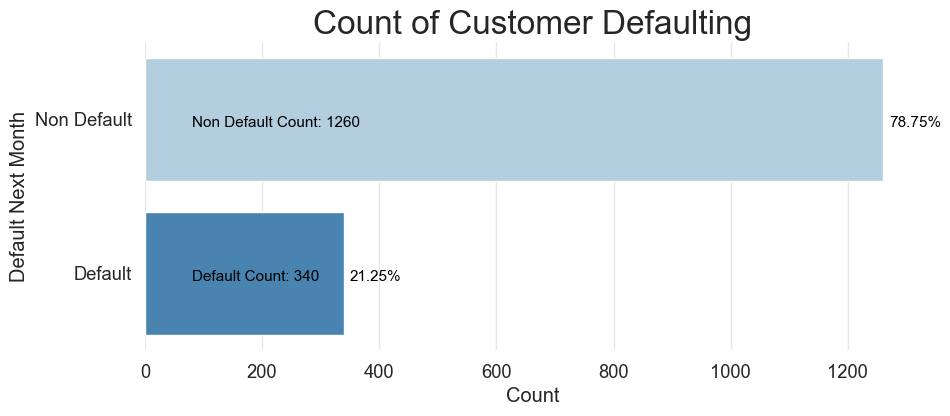 Count of Customer Defaulting
Default Next Month
Non Default
Non Default Count: 1260
78.75%
Default
Default Count: 340
21.25%
0 200 400 600 800 1000 1200
Count